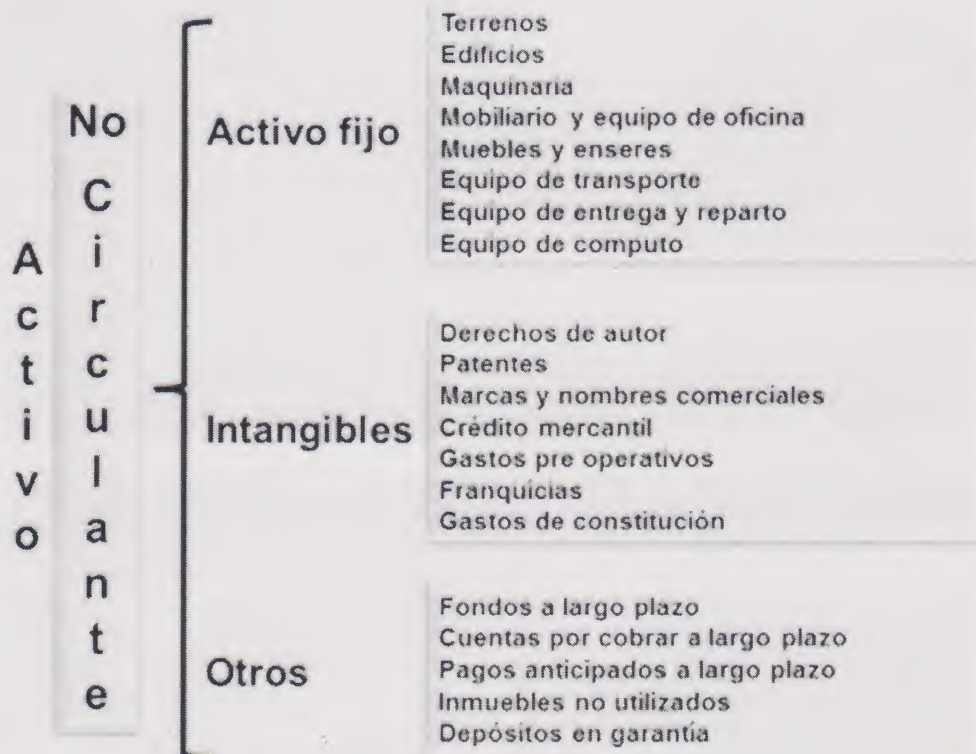 Activo
No
Circulante
Activo fijo
Terrenos
Edificios
Maquinaria
Mobiliario y equipo de oficina
Muebles y enseres
Equipo de transporte
Equipo de entrega y reparto
Equipo de computo
Intangibles
Derechos de autor
Patentes
Marcas y nombres comerciales
Crédito mercantil
Gastos pre operativos
Franquicias
Gastos de constitución
Otros
Fondos a largo plazo
Cuentas por cobrar a largo plazo
Pagos anticipados a largo plazo
Inmuebles no utilizados
Depósitos en garantía